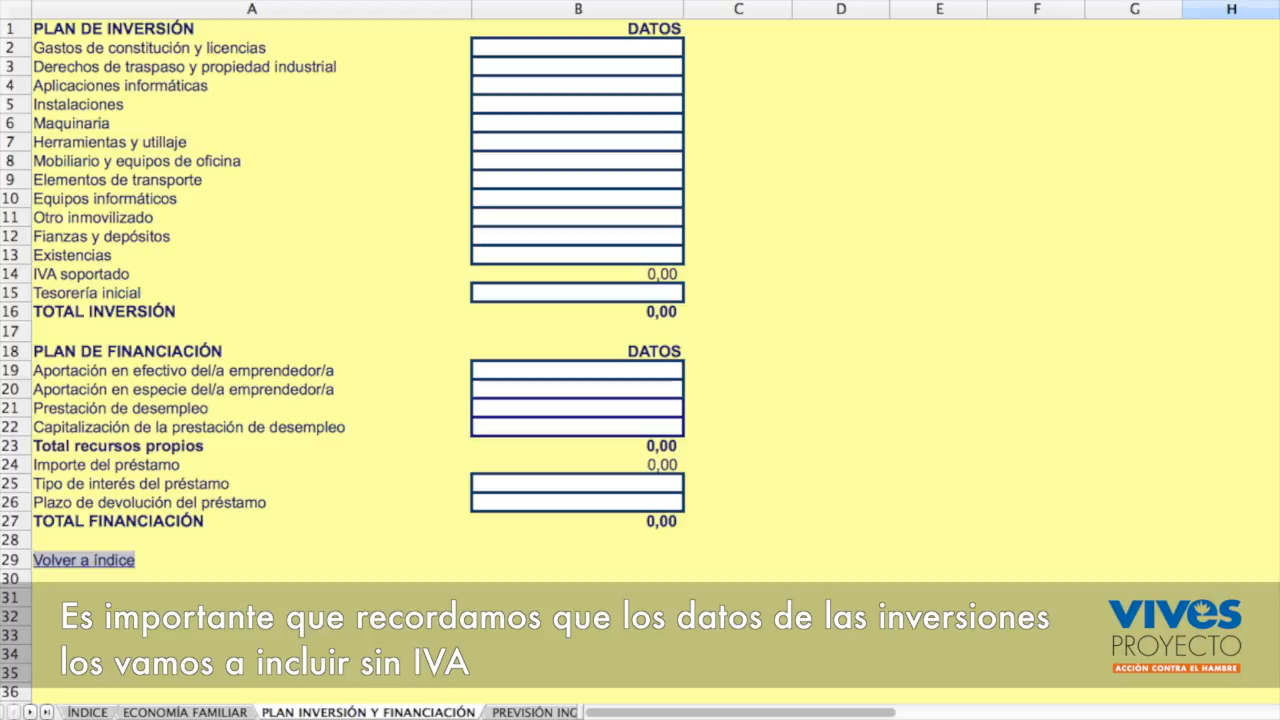 A B C D E F G H
1 PLAN DE INVERSIÓN DATOS
2 Gastos de constitución y licencias
3 Derechos de traspaso y propiedad industrial
4 Aplicaciones informáticas
5 Instalaciones
6 Maquinaria
7 Herramientas y utillaje
8 Mobiliario y equipos de oficina
9 Elementos de transporte
10 Equipos informáticos
11 Otro inmovilizado
12 Fianzas y depósitos
13 Existencias
14 IVA soportado 0,00
15 Tesorería inicial
16 TOTAL INVERSIÓN 0,00
17
18 PLAN DE FINANCIACIÓN DATOS
19 Aportación en efectivo del/a emprendedor/a
20 Aportación en especie del/a emprendedor/a
21 Prestación de desempleo
22 Capitalización de la prestación de desempleo
23 Total recursos propios 0,00
24 Importe del préstamo 0,00
25 Tipo de interés del préstamo
26 Plazo de devolución del préstamo
27 TOTAL FINANCIACIÓN 0,00
28
29 Volver a índice
30
31
32
33
34
35
36
Es importante que recordamos que los datos de las inversiones
los vamos a incluir sin IVA
VIVES
PROYECTO
ACCIÓN CONTRA EL HAMBRE
ÍNDICE ECONOMÍA FAMILIAR PLAN INVERSIÓN Y FINANCIACIÓN PREVISIÓN ING